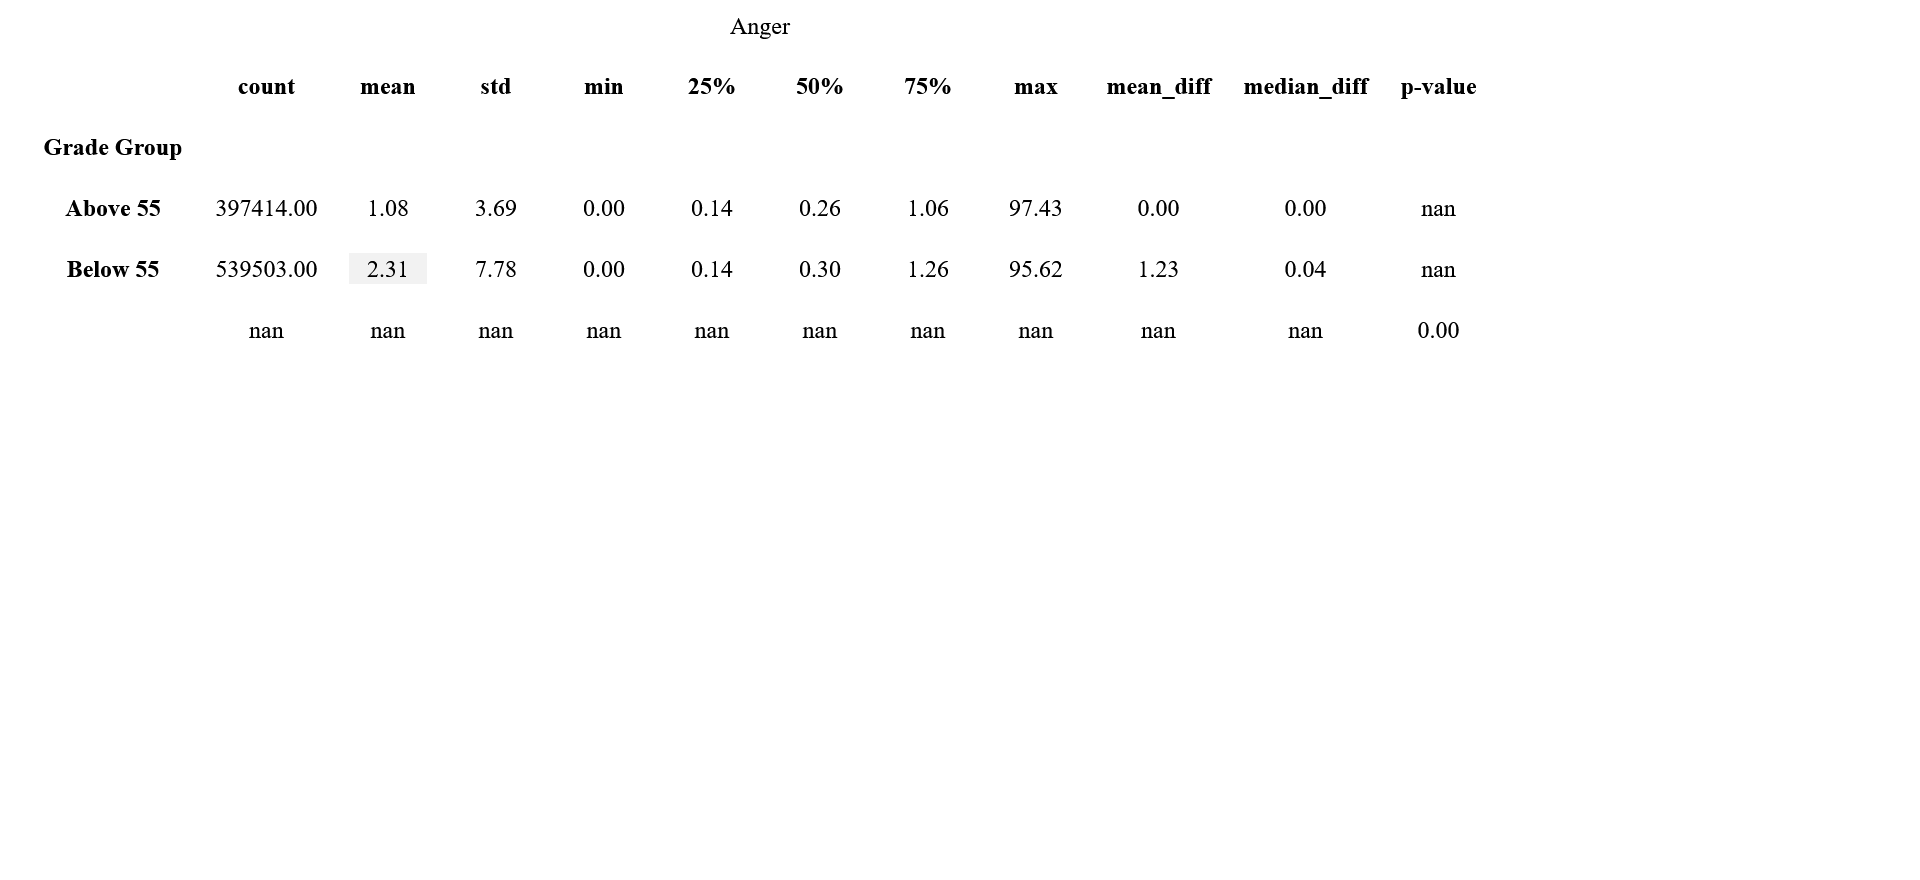 Anger
count mean std min 25% 50% 75% max mean_diff median_diff p-value
Grade Group
Above 55 397414.00 1.08 3.69 0.00 0.14 0.26 1.06 97.43 0.00 0.00 nan
Below 55 539503.00 2.31 7.78 0.00 0.14 0.30 1.26 95.62 1.23 0.04 nan
nan nan nan nan nan nan nan nan nan nan 0.00